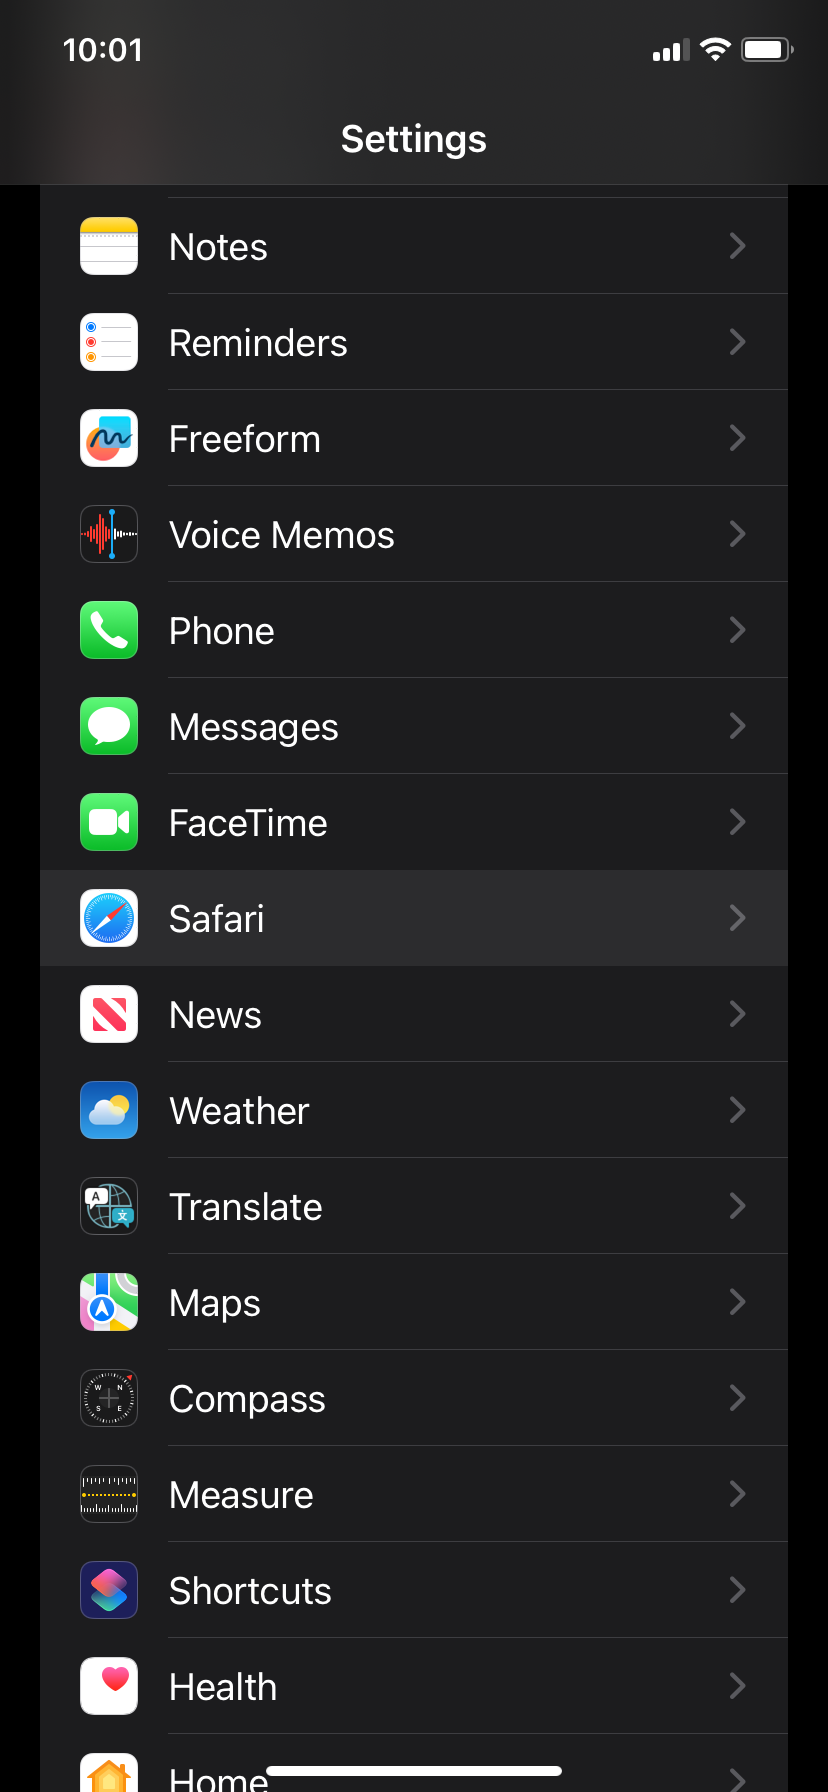 10:01
Settings
Notes
Reminders
Freeform
Voice Memos
Phone
Messages
FaceTime
Safari
News
Weather
A
文
Translate
Maps
W N
S E
Compass
Measure
Shortcuts
Health
Home